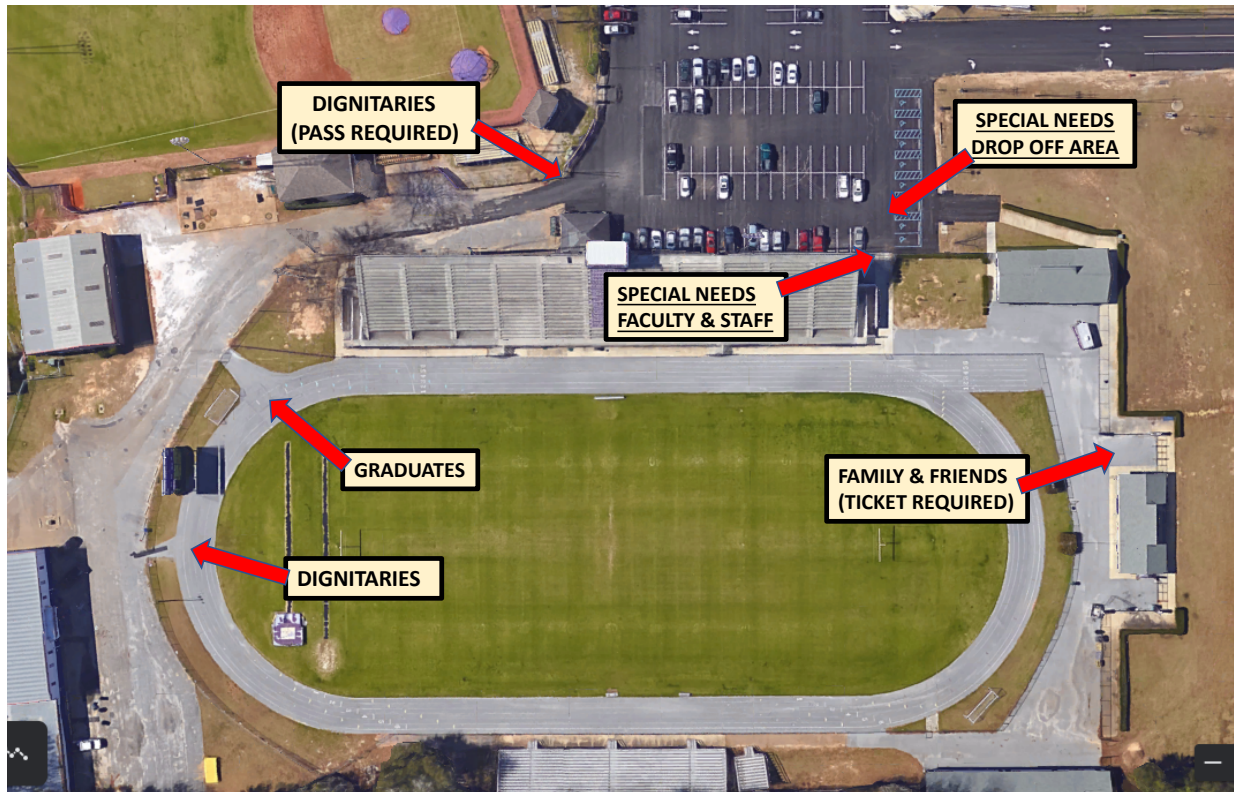 DIGNITARIES
(PASS REQUIRED)
SPECIAL NEEDS
DROP OFF AREA
SPECIAL NEEDS
FACULTY & STAFF
GRADUATES
FAMILY & FRIENDS
(TICKET REQUIRED)
DIGNITARIES